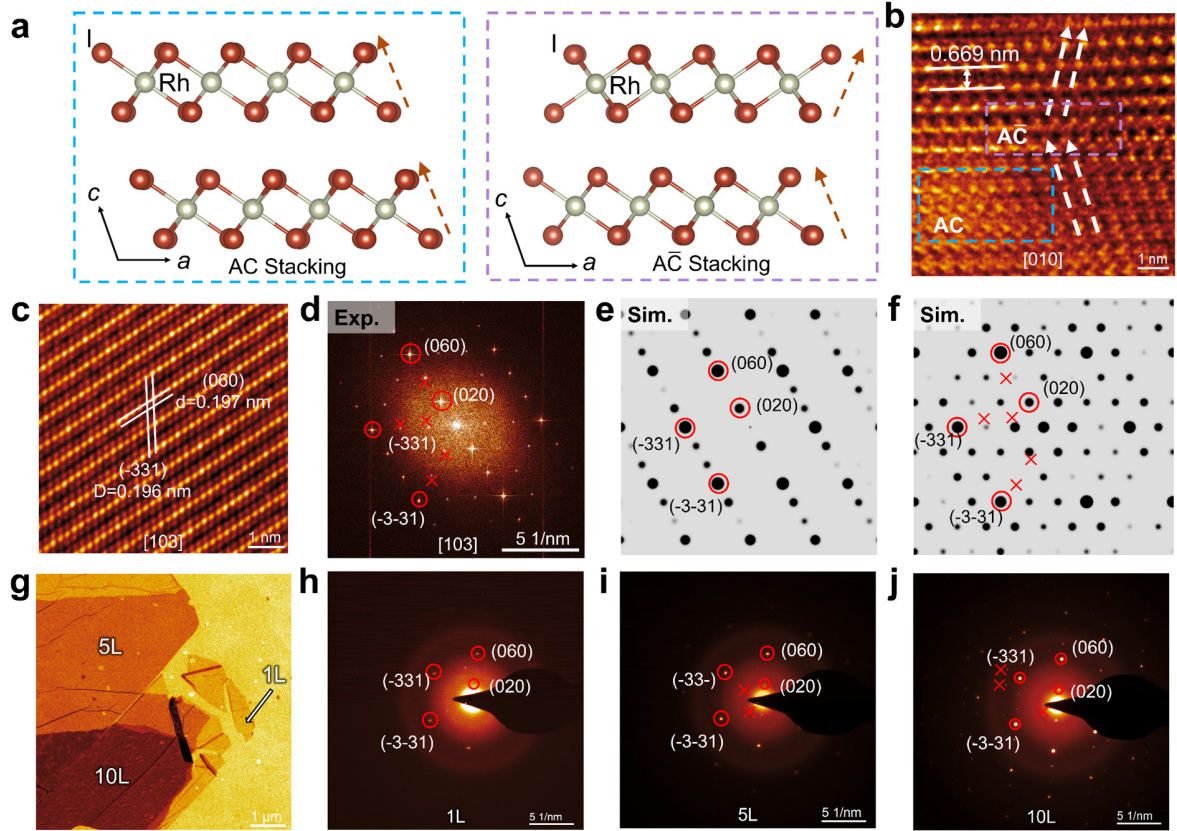 a
I
Rh
c
a
AC Stacking
I
Rh
c
a
AC̅ Stacking
b
0.669 nm
AC̅
AC
[010]
1 nm
c
(060)
d=0.197 nm
(-331)
D=0.196 nm
[103]
1 nm
d
Exp.
(060)
(020)
(-331)
(-3-31)
[103]
5 1/nm
e
Sim.
(060)
(020)
(-331)
(-3-31)
f
Sim.
(060)
(020)
(-331)
(-3-31)
g
5L
1L
10L
1 μm
h
(060)
(-331)
(020)
(-3-31)
1L
5 1/nm
i
(060)
(-33-)
(020)
(-3-31)
5L
5 1/nm
j
(-331)
(060)
(020)
(-3-31)
10L
5 1/nm